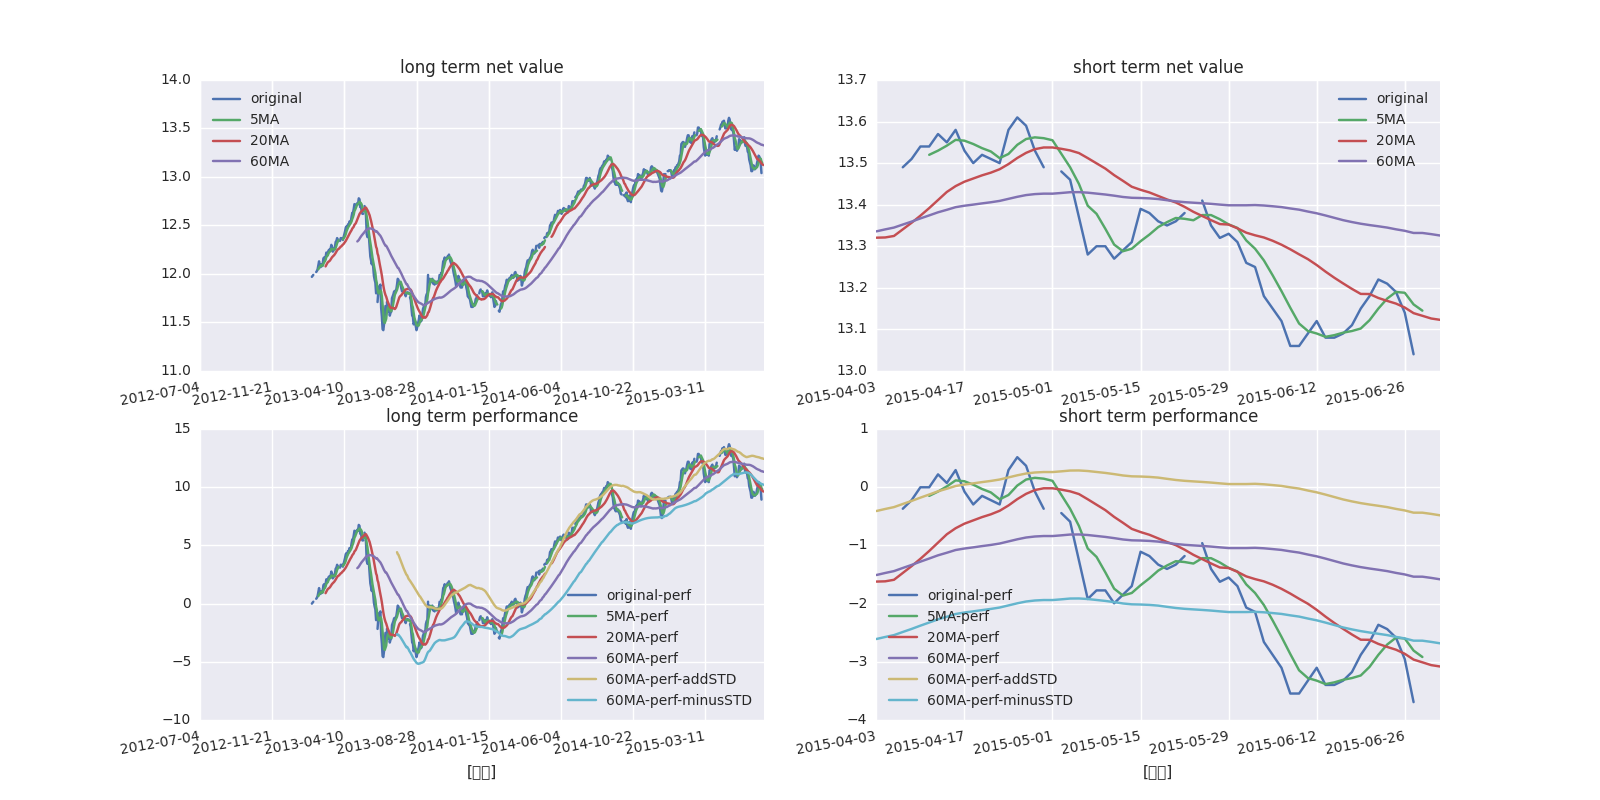 long term net value
14.0
13.5
13.0
12.5
12.0
11.5
11.0
original
5MA
20MA
60MA
2012-07-04
2012-11-21
2013-04-10
2013-08-28
2014-01-15
2014-06-04
2014-10-22
2015-03-11
short term net value
13.7
13.6
13.5
13.4
13.3
13.2
13.1
13.0
original
5MA
20MA
60MA
2015-04-03
2015-04-17
2015-05-01
2015-05-15
2015-05-29
2015-06-12
2015-06-26
long term performance
15
10
5
0
−5
−10
original-perf
5MA-perf
20MA-perf
60MA-perf
60MA-perf-addSTD
60MA-perf-minusSTD
2012-07-04
2012-11-21
2013-04-10
2013-08-28
2014-01-15
2014-06-04
2014-10-22
2015-03-11
short term performance
1
0
−1
−2
−3
−4
original-perf
5MA-perf
20MA-perf
60MA-perf
60MA-perf-addSTD
60MA-perf-minusSTD
2015-04-03
2015-04-17
2015-05-01
2015-05-15
2015-05-29
2015-06-12
2015-06-26